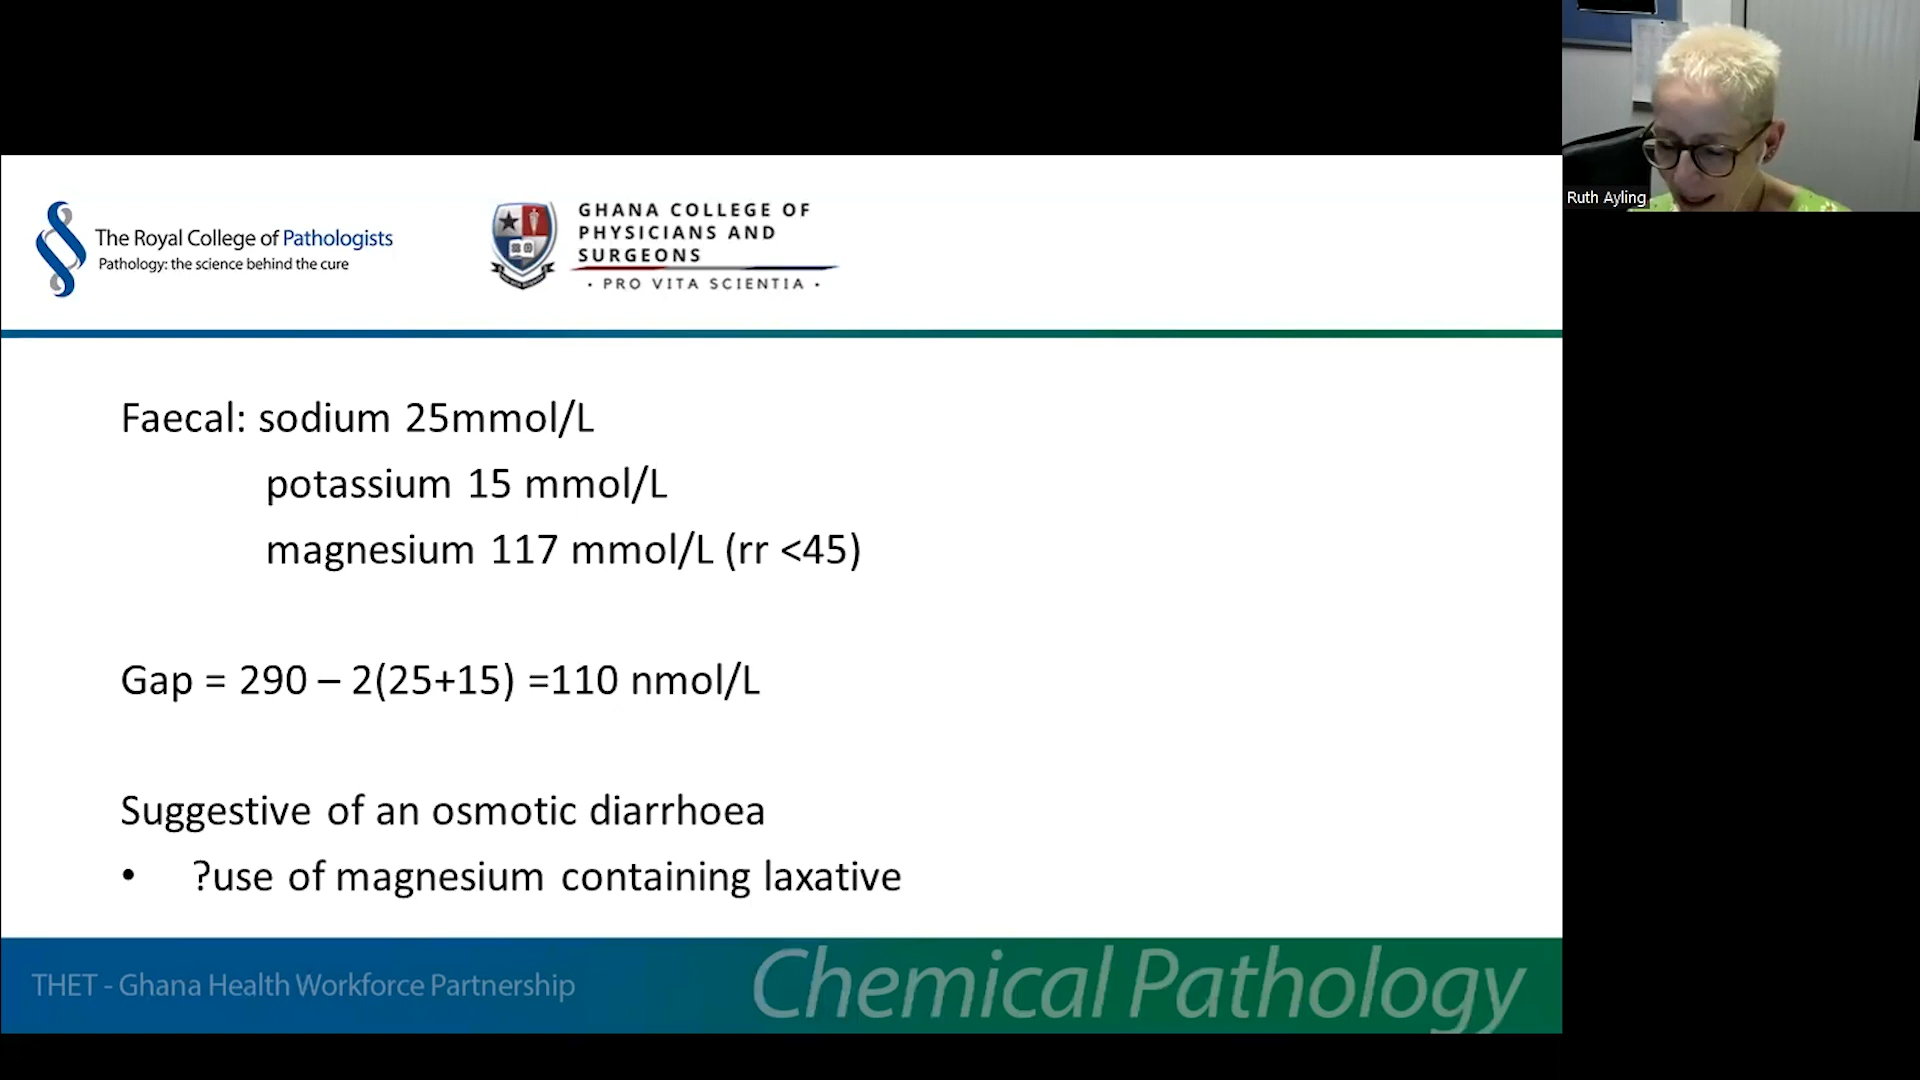 Ruth Ayling
The Royal College of Pathologists
Pathology: the science behind the cure
GHANA COLLEGE OF
PHYSICIANS AND
SURGEONS
· PRO VITA SCIENTIA ·
Faecal: sodium 25mmol/L
potassium 15 mmol/L
magnesium 117 mmol/L (rr <45)
Gap = 290 – 2(25+15) =110 nmol/L
Suggestive of an osmotic diarrhoea
• ?use of magnesium containing laxative
THET - Ghana Health Workforce Partnership
Chemical Pathology